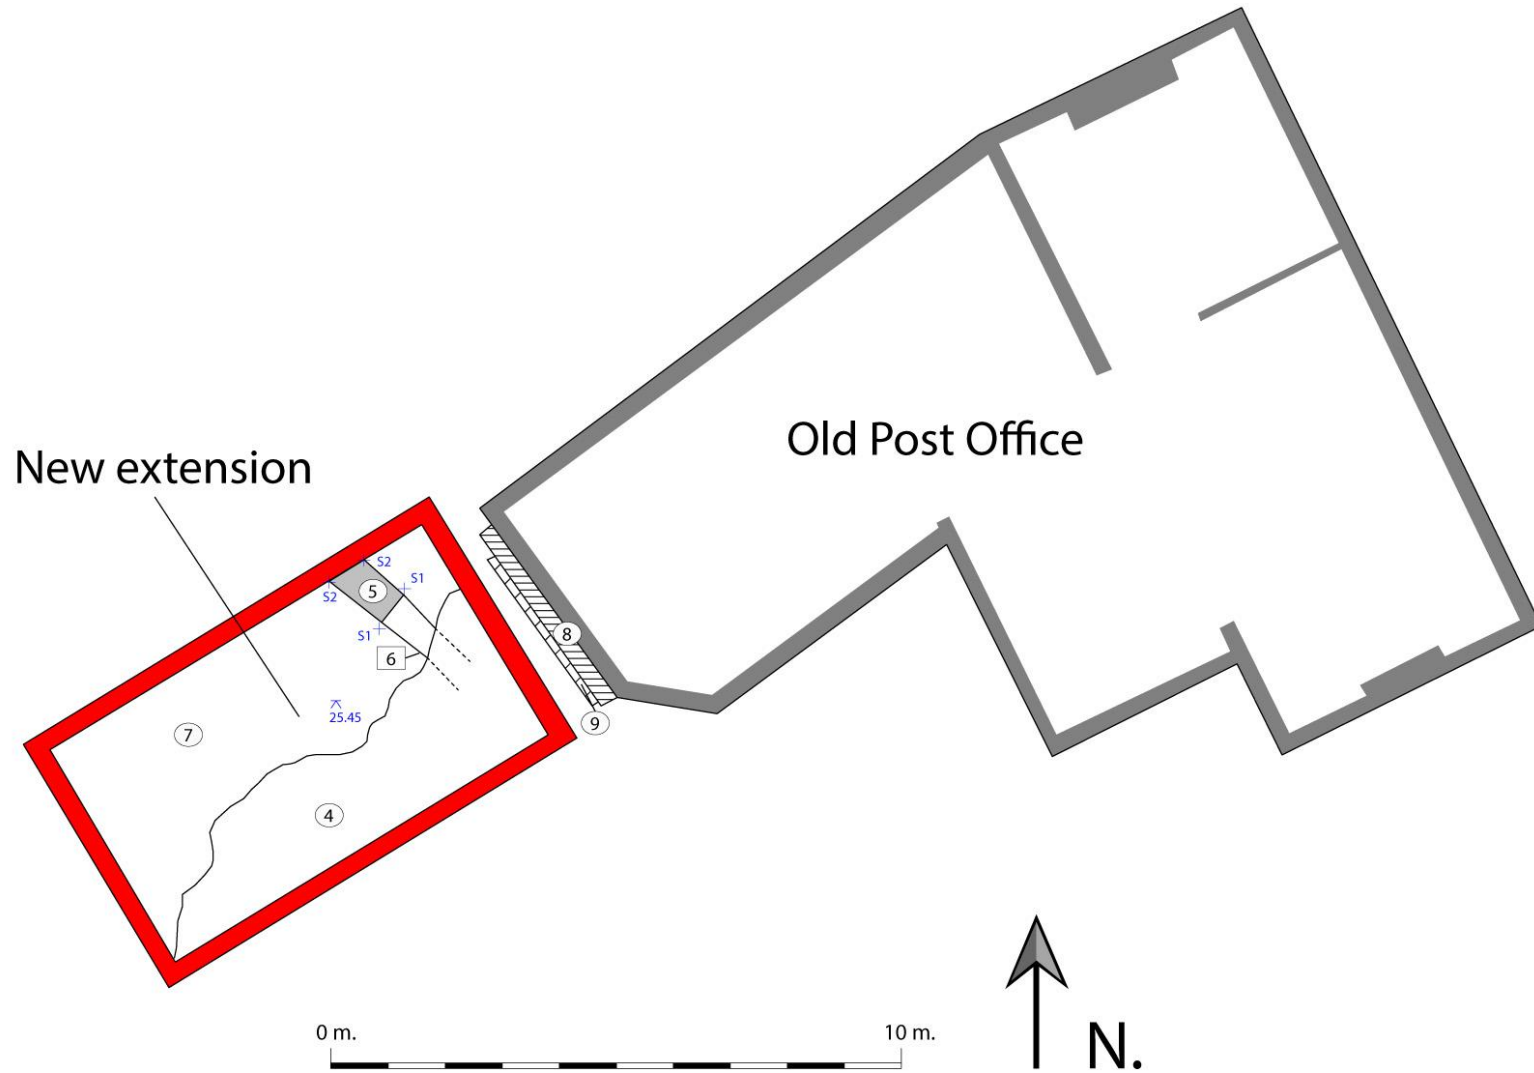 Old Post Office
New extension
S2
S1
5
S2
S1
8
6
25.45
9
7
4
0 m.
10 m.
N.